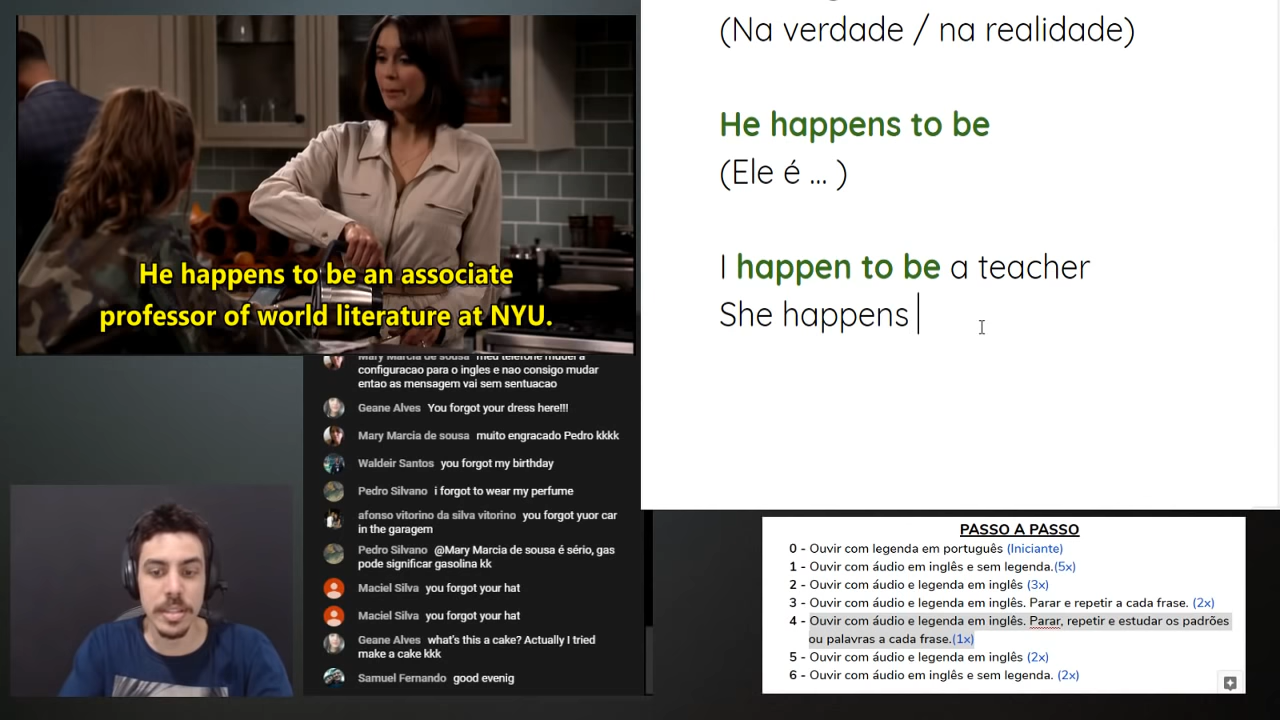 He happens to be an associate
professor of world literature at NYU.
(Na verdade / na realidade)
He happens to be
(Ele é ... )
I happen to be a teacher
She happens
Mary Marcia de sousa meu telefone mudei a
configuracao para o ingles e nao consigo mudar
entao as mensagem vai sem sentuacao
Geane Alves You forgot your dress here!!!
Mary Marcia de sousa muito engracado Pedro kkkk
Waldeir Santos you forgot my birthday
Pedro Silvano i forgot to wear my perfume
afonso vitorino da silva vitorino you forgot yuor car
in the garagem
Pedro Silvano @Mary Marcia de sousa é sério, gas
pode significar gasolina kk
Maciel Silva you forgot your hat
Maciel Silva you forgot your hat
Geane Alves what's this a cake? Actually I tried
make a cake kkk
Samuel Fernando good evenig
PASSO A PASSO
0 - Ouvir com legenda em português (Iniciante)
1 - Ouvir com áudio em inglês e sem legenda.(5x)
2 - Ouvir com áudio e legenda em inglês (3x)
3 - Ouvir com áudio e legenda em inglês. Parar e repetir a cada frase. (2x)
4 - Ouvir com áudio e legenda em inglês. Parar, repetir e estudar os padrões
ou palavras a cada frase.(1x)
5 - Ouvir com áudio e legenda em inglês (2x)
6 - Ouvir com áudio em inglês e sem legenda. (2x)